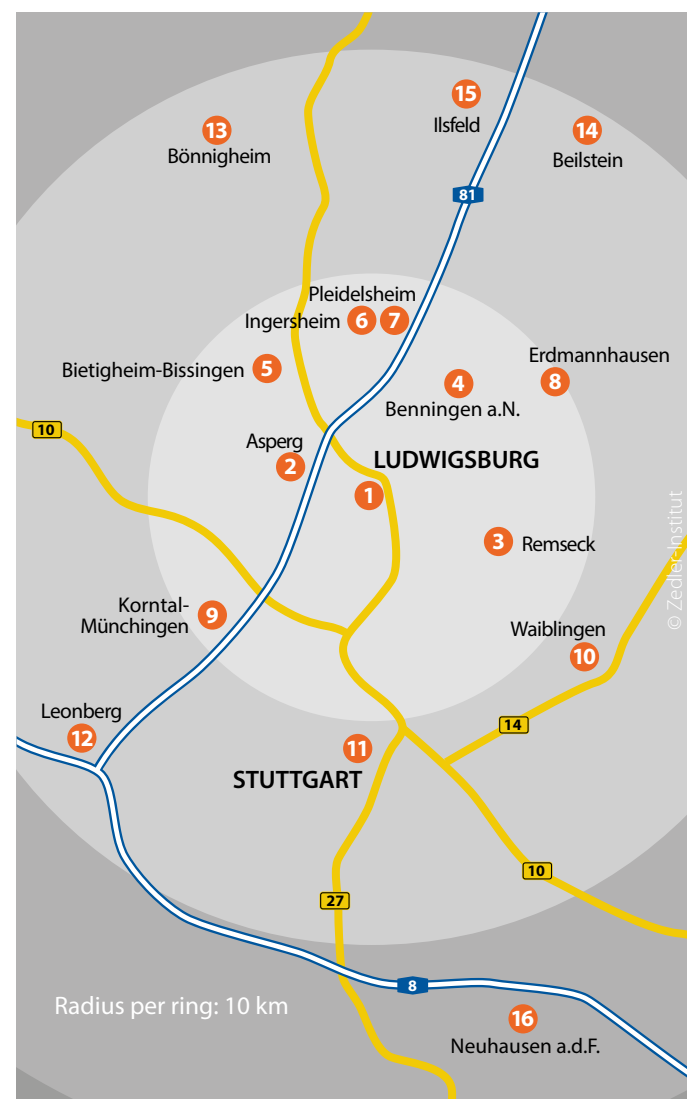 15
Ilsfeld
13
Bönnigheim
14
Beilstein
81
Pleidelsheim
Ingersheim 6 7
Erdmannhausen
8
Bietigheim-Bissingen 5
4
Benningen a.N.
10
Asperg
2
LUDWIGSBURG
1
3 Remseck
© Zedler-Institut
Korntal-
Münchingen
9
Waiblingen
10
Leonberg
12
14
11
STUTTGART
10
27
8
Radius per ring: 10 km
16
Neuhausen a.d.F.